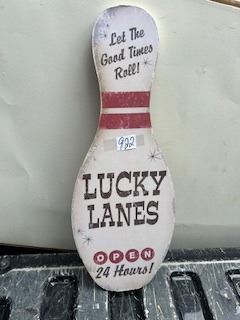 Let The
Good Times
Roll!
922
LUCKY
LANES
OPEN
24 Hours!